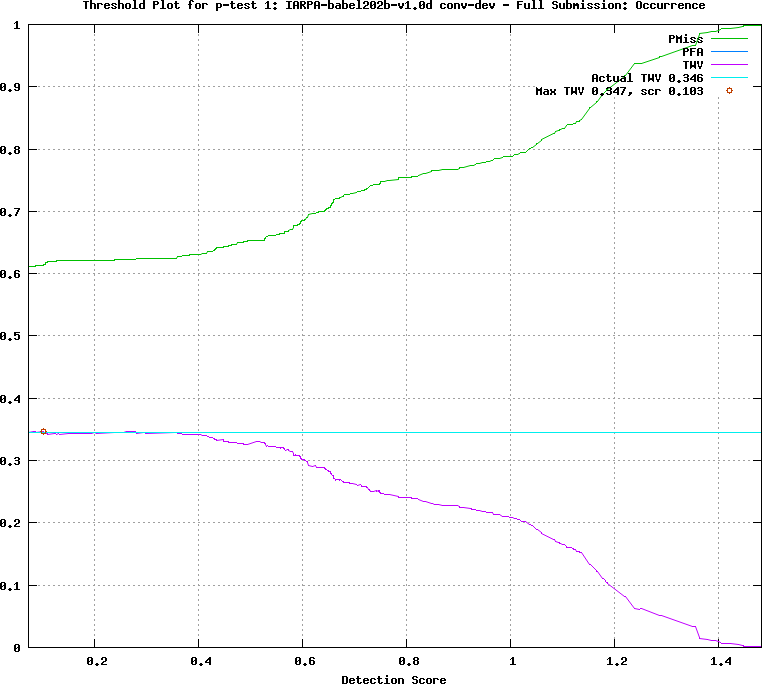 Threshold Plot for p-test 1: IARPA-babel202b-v1.0d conv-dev - Full Submission: Occurrence
1
PMiss
PFA
TWV
Actual TWV 0.346
Max TWV 0.347, scr 0.103
0.9
0.8
0.7
0.6
0.5
0.4
0.3
0.2
0.1
0
0.2 0.4 0.6 0.8 1 1.2 1.4
Detection Score